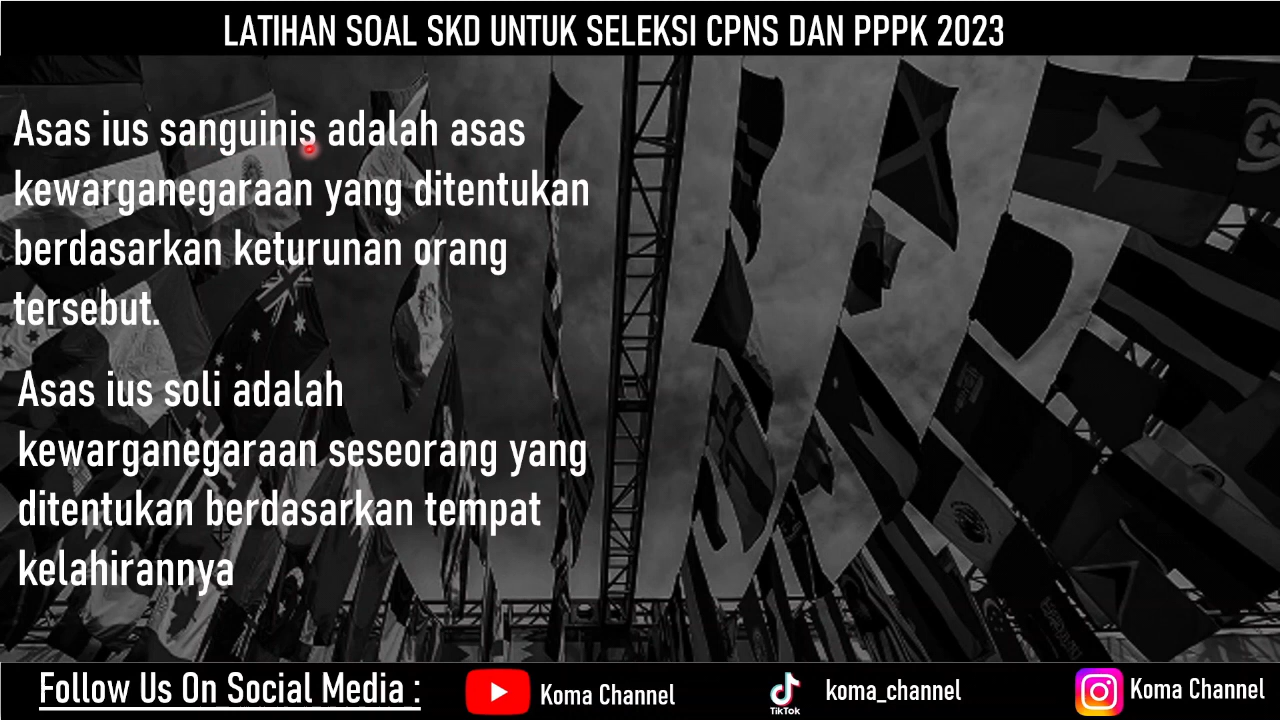 LATIHAN SOAL SKD UNTUK SELEKSI CPNS DAN PPPK 2023
Asas ius sanguinis adalah asas
kewarganegaraan yang ditentukan
berdasarkan keturunan orang
tersebut.
Asas ius soli adalah
kewarganegaraan seseorang yang
ditentukan berdasarkan tempat
kelahirannya
Follow Us On Social Media :
Koma Channel
TikTok
koma_channel
Koma Channel